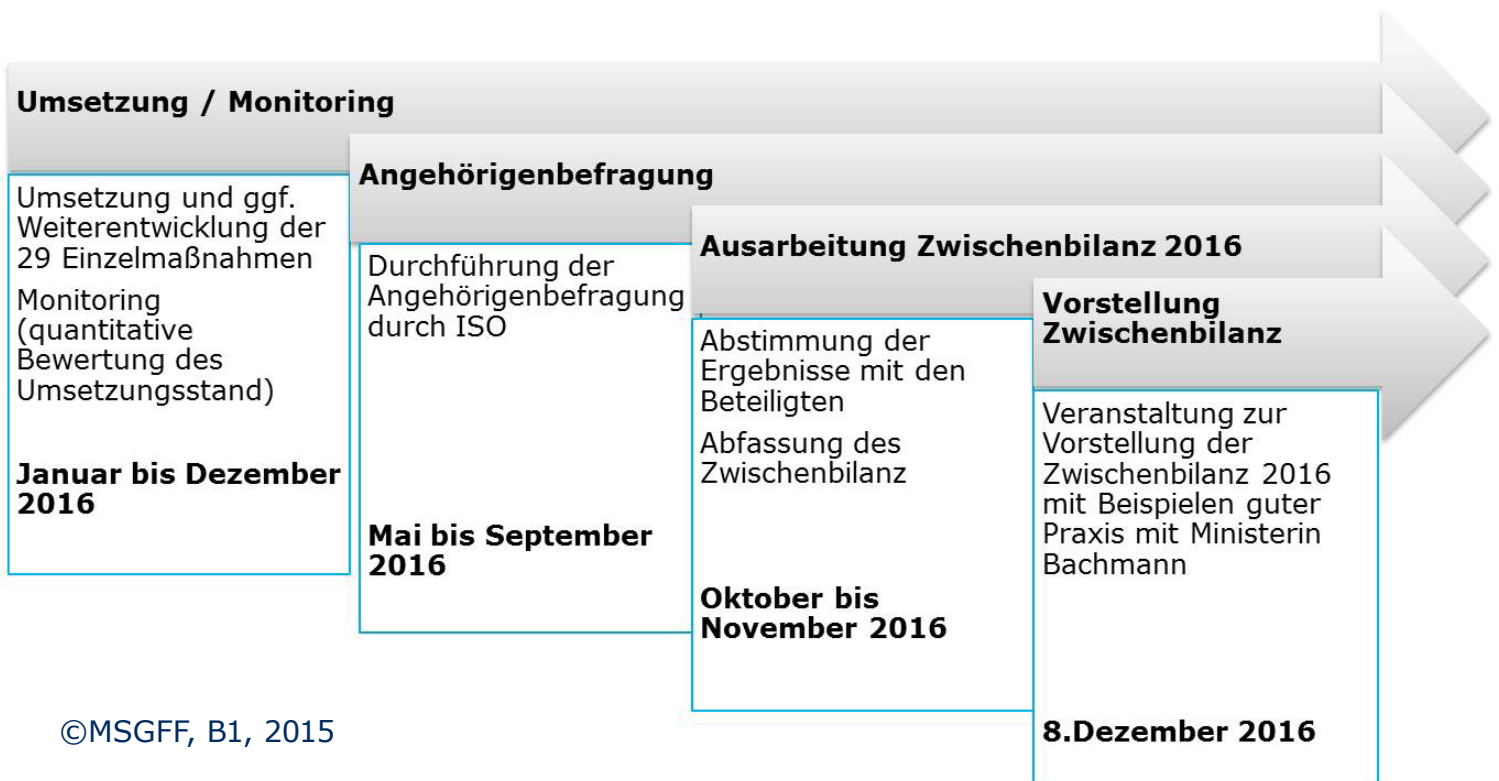 Umsetzung / Monitoring
Umsetzung und ggf.
Weiterentwicklung der
29 Einzelmaßnahmen
Monitoring
(quantitative
Bewertung des
Umsetzungsstand)
Januar bis Dezember
2016
Angehörigenbefragung
Durchführung der
Angehörigenbefragung
durch ISO
Mai bis September
2016
Ausarbeitung Zwischenbilanz 2016
Abstimmung der
Ergebnisse mit den
Beteiligten
Abfassung des
Zwischenbilanz
Oktober bis
November 2016
Vorstellung
Zwischenbilanz
Veranstaltung zur
Vorstellung der
Zwischenbilanz 2016
mit Beispielen guter
Praxis mit Ministerin
Bachmann
8.Dezember 2016
©MSGFF, B1, 2015